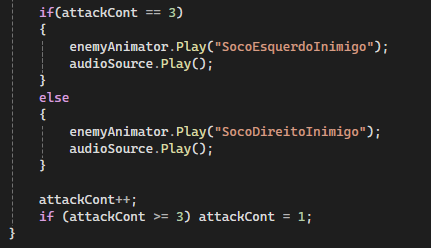 if(attackCont == 3)
{
enemyAnimator.Play("SocoEsquerdoInimigo");
audioSource.Play();
}
else
{
enemyAnimator.Play("SocoDireitoInimigo");
audioSource.Play();
}
attackCont++;
if (attackCont >= 3) attackCont = 1;
}